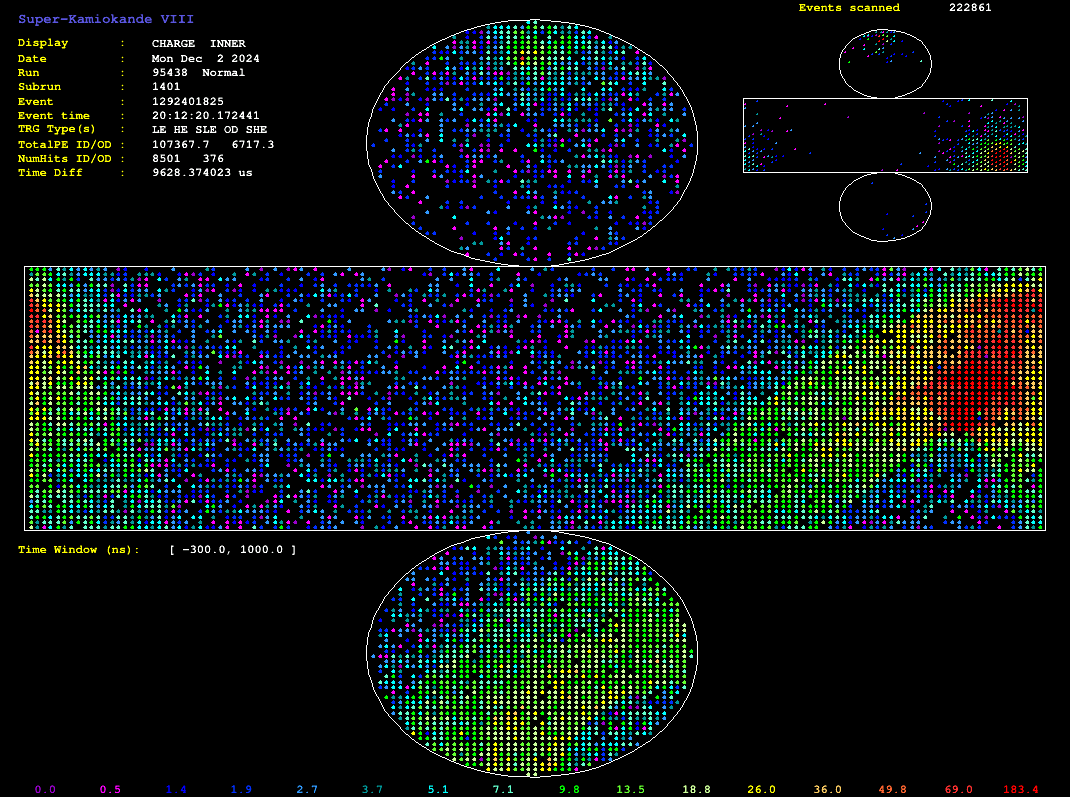 Super-Kamiokande VIII
Events scanned 222861
Display : CHARGE INNER
Date : Mon Dec 2 2024
Run : 95438 Normal
Subrun : 1401
Event : 1292401825
Event time : 20:12:20.172441
TRG Type(s) : LE HE SLE OD SHE
TotalPE ID/OD : 107367.7 6717.3
NumHits ID/OD : 8501 376
Time Diff : 9628.374023 us
Time Window (ns): [ −300.0, 1000.0 ]
0.0 0.5 1.4 1.9 2.7 3.7 5.1 7.1 9.8 13.5 18.8 26.0 36.0 49.8 69.0 183.4